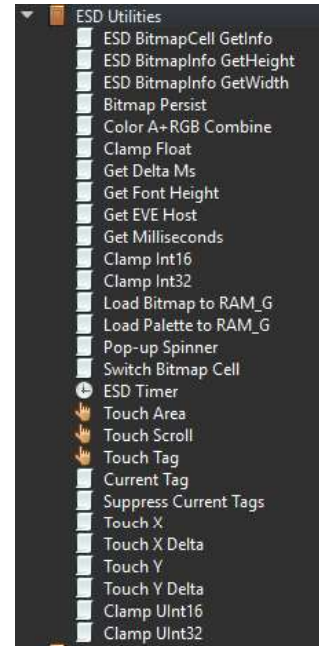 ESD Utilities
ESD BitmapCell GetInfo
ESD BitmapInfo GetHeight
ESD BitmapInfo GetWidth
Bitmap Persist
Color A+RGB Combine
Clamp Float
Get Delta Ms
Get Font Height
Get EVE Host
Get Milliseconds
Clamp Int16
Clamp Int32
Load Bitmap to RAM_G
Load Palette to RAM_G
Pop-up Spinner
Switch Bitmap Cell
ESD Timer
Touch Area
Touch Scroll
Touch Tag
Current Tag
Suppress Current Tags
Touch X
Touch X Delta
Touch Y
Touch Y Delta
Clamp UInt16
Clamp UInt32